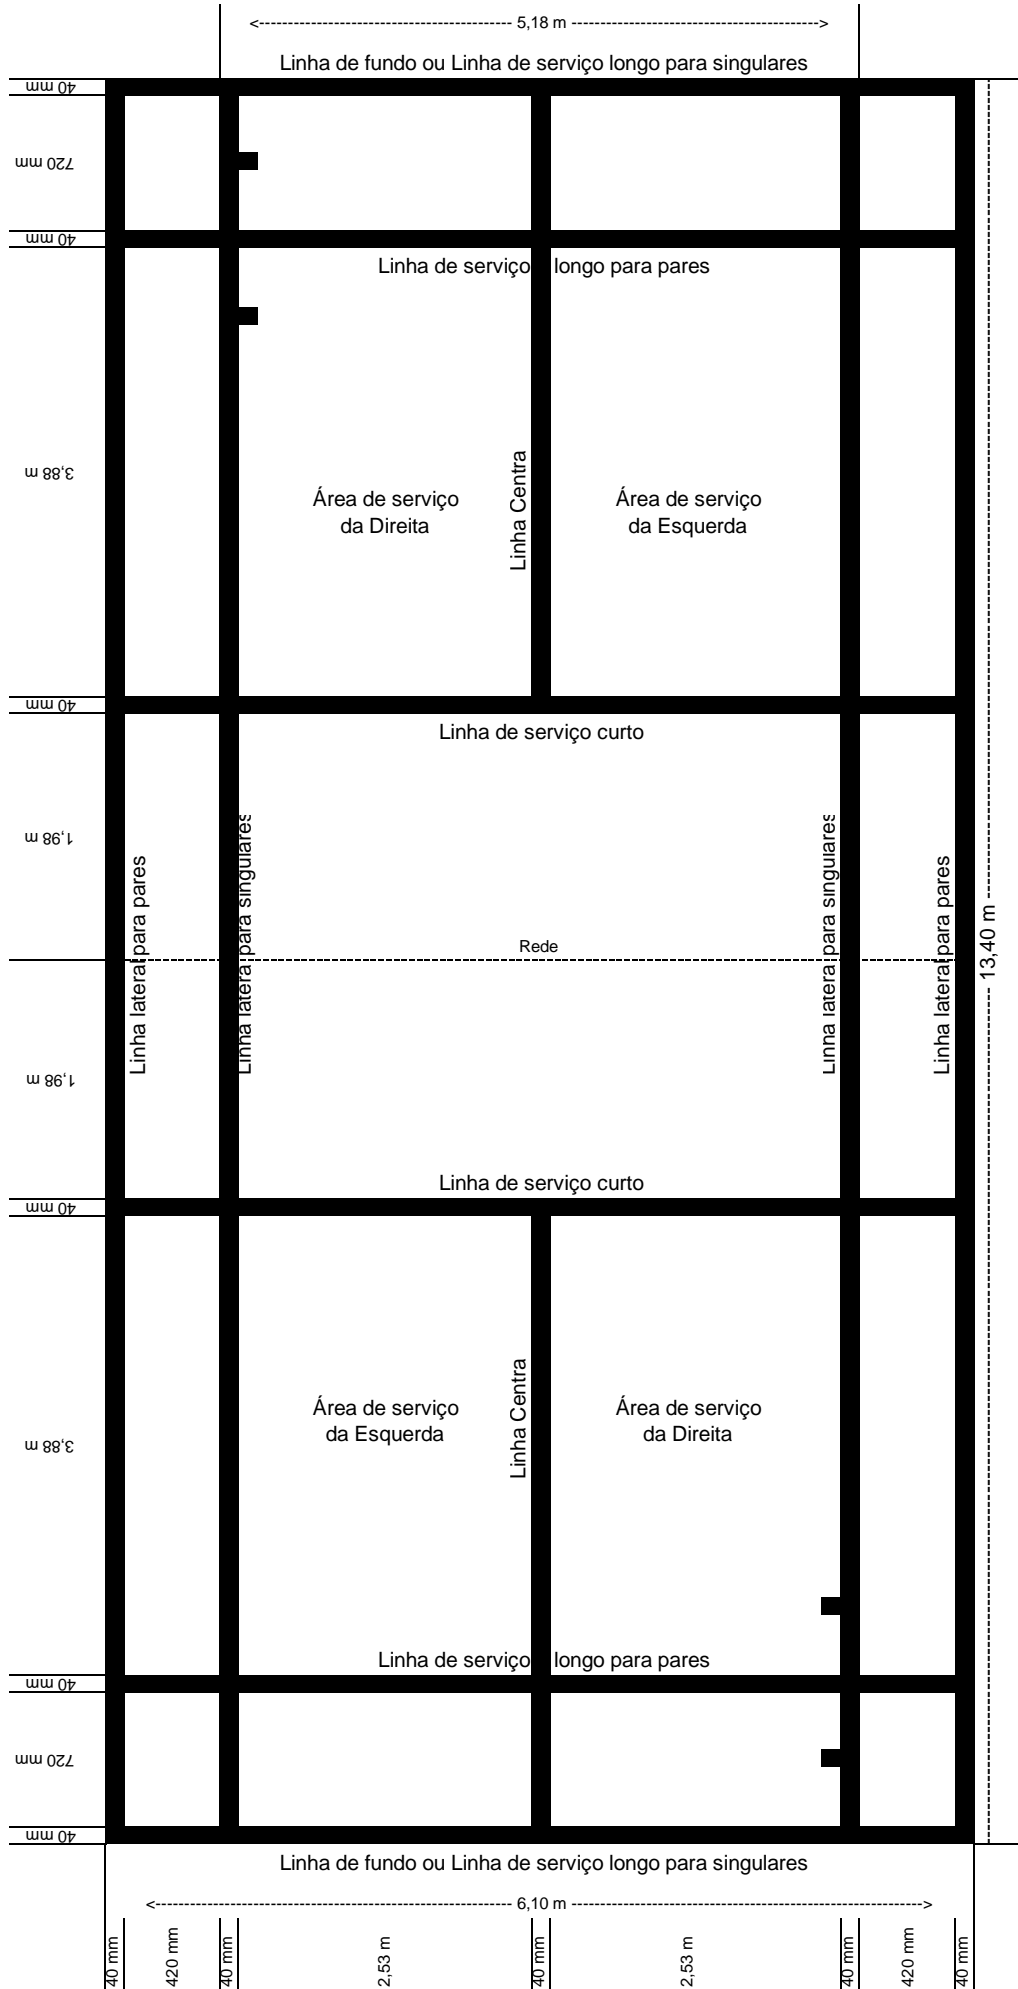 5,18 m
Linha de fundo ou Linha de serviço longo para singulares
40 mm
720 mm
40 mm
Linha de serviço longo para pares
3,88 m
Área de serviço
da Direita
Linha Centra
Área de serviço
da Esquerda
40 mm
Linha de serviço curto
1,98 m
Linha lateral para pares
Linha lateral para singulares
Rede
Linha lateral para singulares
Linha lateral para pares
13,40 m
1,98 m
Linha de serviço curto
40 mm
3,88 m
Área de serviço
da Esquerda
Linha Centra
Área de serviço
da Direita
Linha de serviço longo para pares
40 mm
720 mm
40 mm
Linha de fundo ou Linha de serviço longo para singulares
6,10 m
40 mm
420 mm
40 mm
2,53 m
40 mm
2,53 m
40 mm
420 mm
40 mm